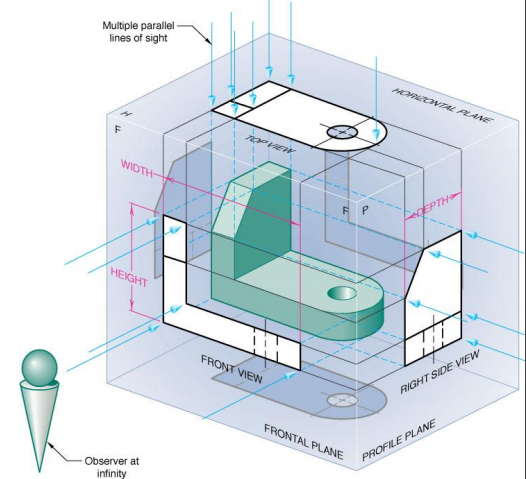 Multiple parallel
lines of sight
HORIZONTAL PLANE
H
F
TOP VIEW
WIDTH
F P
DEPTH
HEIGHT
FRONT VIEW
RIGHT SIDE VIEW
FRONTAL PLANE
PROFILE PLANE
Observer at
infinity